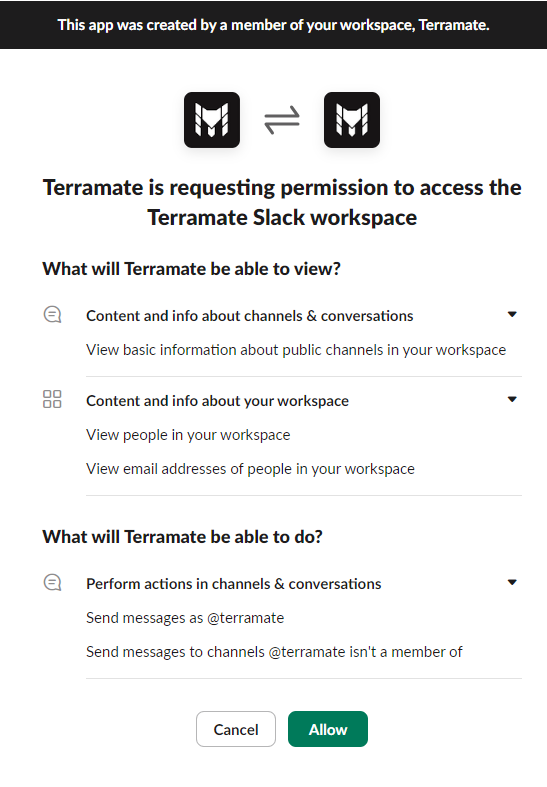 This app was created by a member of your workspace, Terramate.
Terramate is requesting permission to access the
Terramate Slack workspace
What will Terramate be able to view?
Content and info about channels & conversations
View basic information about public channels in your workspace
Content and info about your workspace
View people in your workspace
View email addresses of people in your workspace
What will Terramate be able to do?
Perform actions in channels & conversations
Send messages as @terramate
Send messages to channels @terramate isn't a member of
Cancel
Allow